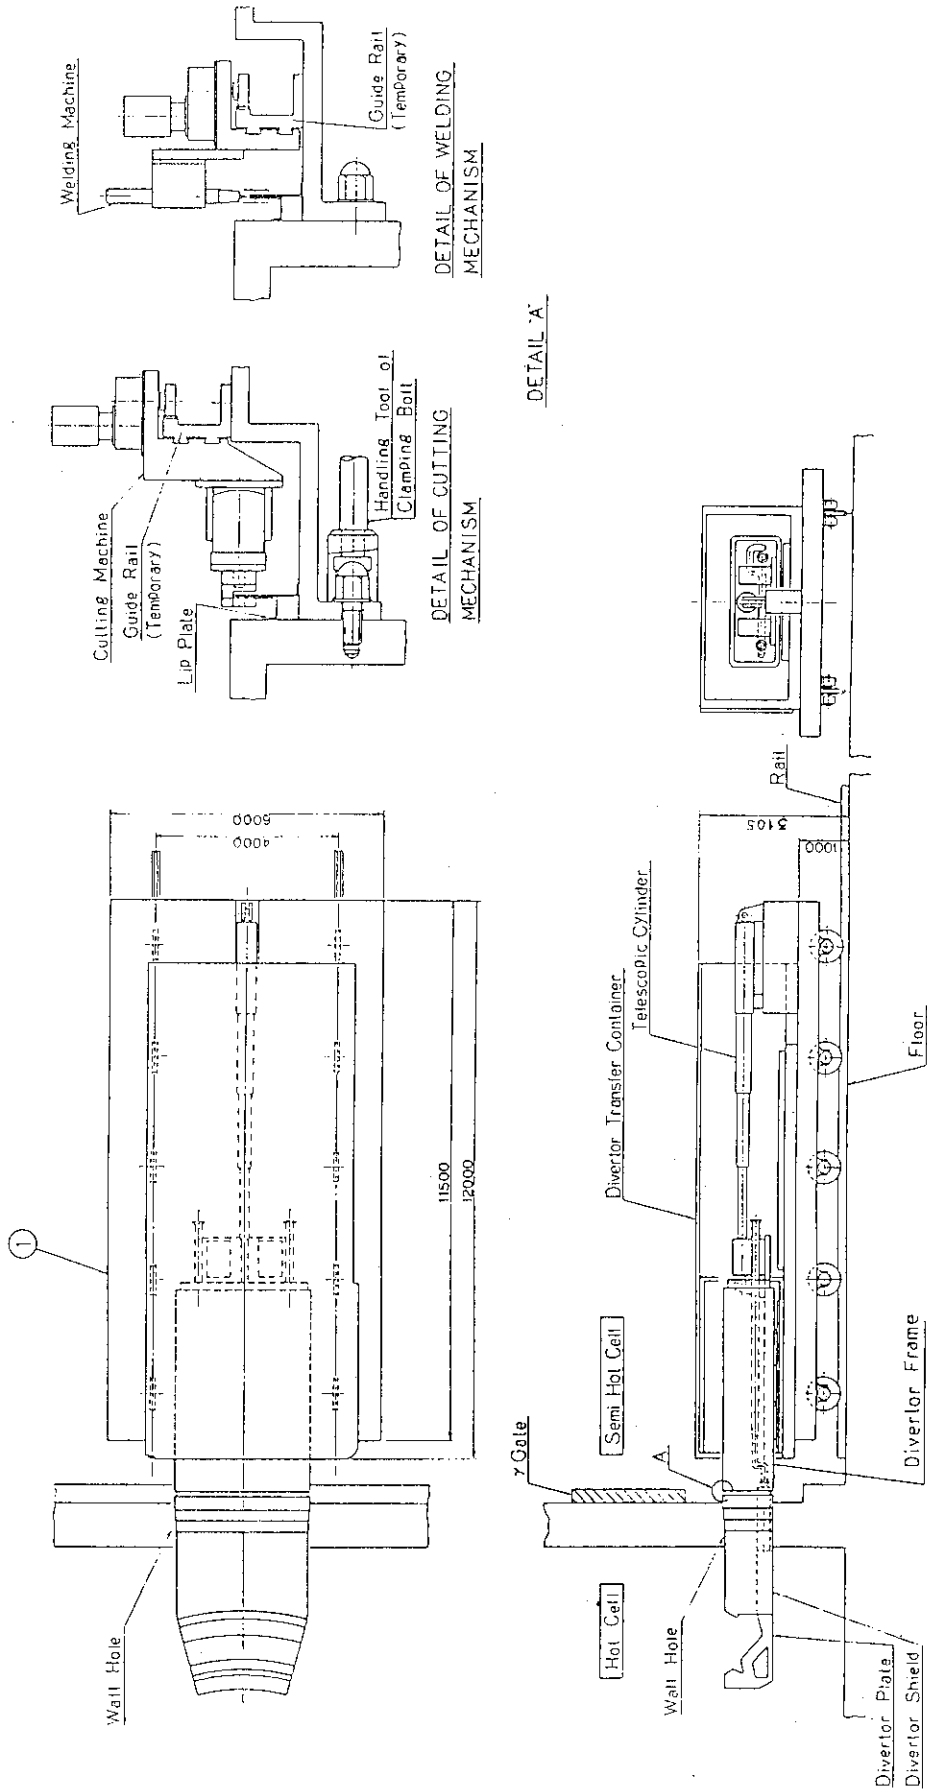 Welding Machine
Guide Rail
(Temporary)
DETAIL OF WELDING
MECHANISM
Cutting Machine
Guide Rail
(Temporary)
Lip Plate
Handling Tool of
Clamping Bolt
DETAIL OF CUTTING
MECHANISM
DETAIL 'A'
1
6000
4000
11500
12000
Wall Hole
Rail
3105
1000
Telescopic Cylinder
Divertor Transfer Container
Floor
Semi Hot Cell
γ Gate
A
Divertor Frame
Hot Cell
Wall Hole
Divertor Plate
Divertor Shield